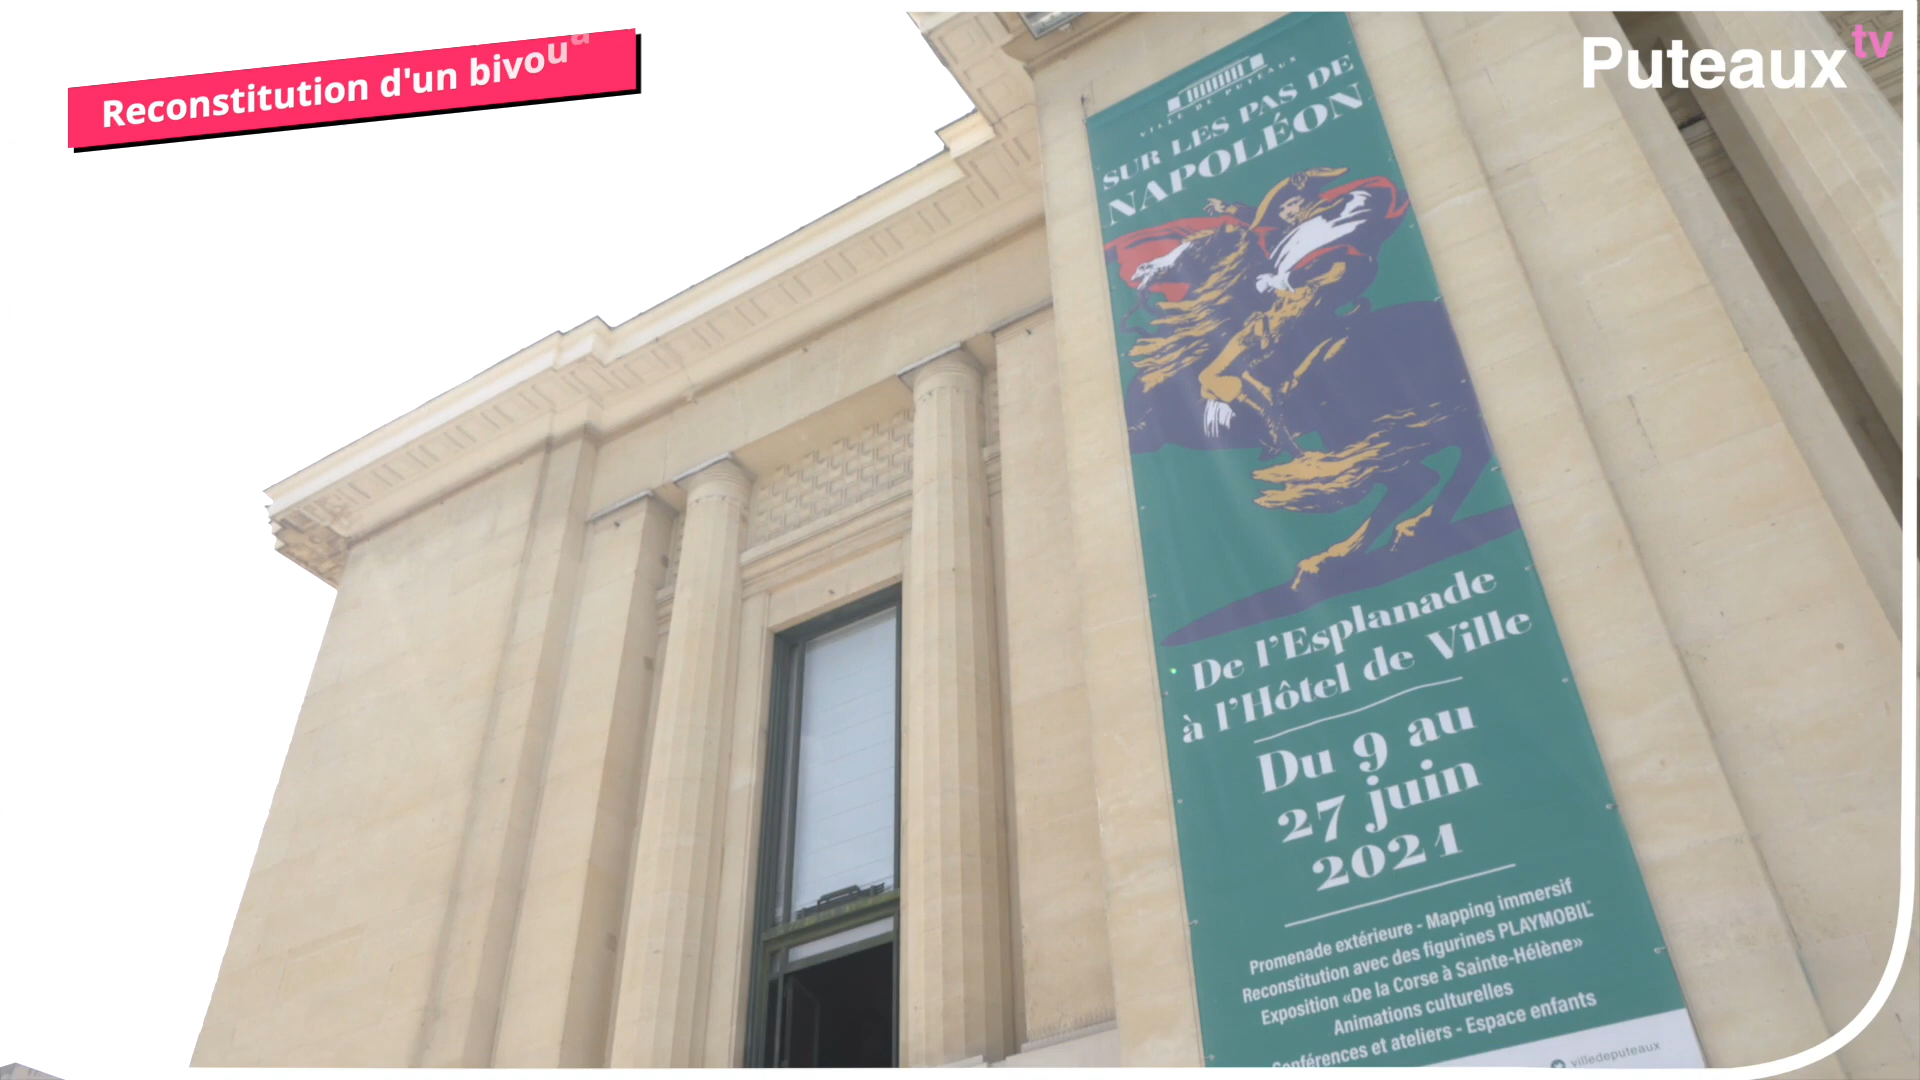 Reconstitution d'un bivoua
Puteaux tv
VILLE DE PUTEAUX
SUR LES PAS DE
NAPOLÉON
De l'Esplanade
à l'Hôtel de Ville
Du 9 au
27 juin
2021
Promenade extérieure - Mapping immersif
Reconstitution avec des figurines PLAYMOBIL
Exposition «De la Corse à Sainte-Hélène»
Animations culturelles
Conférences et ateliers - Espace enfants
villedeputeaux